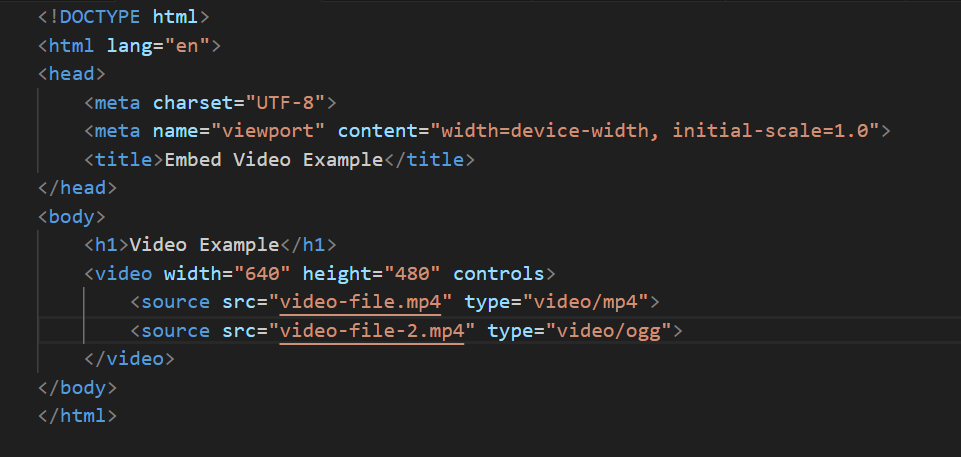 <!DOCTYPE html>
<html lang="en">
<head>
    <meta charset="UTF-8">
    <meta name="viewport" content="width=device-width, initial-scale=1.0">
    <title>Embed Video Example</title>
</head>
<body>
    <h1>Video Example</h1>
    <video width="640" height="480" controls>
        <source src="video-file.mp4" type="video/mp4">
        <source src="video-file-2.mp4" type="video/ogg">
    </video>
</body>
</html>